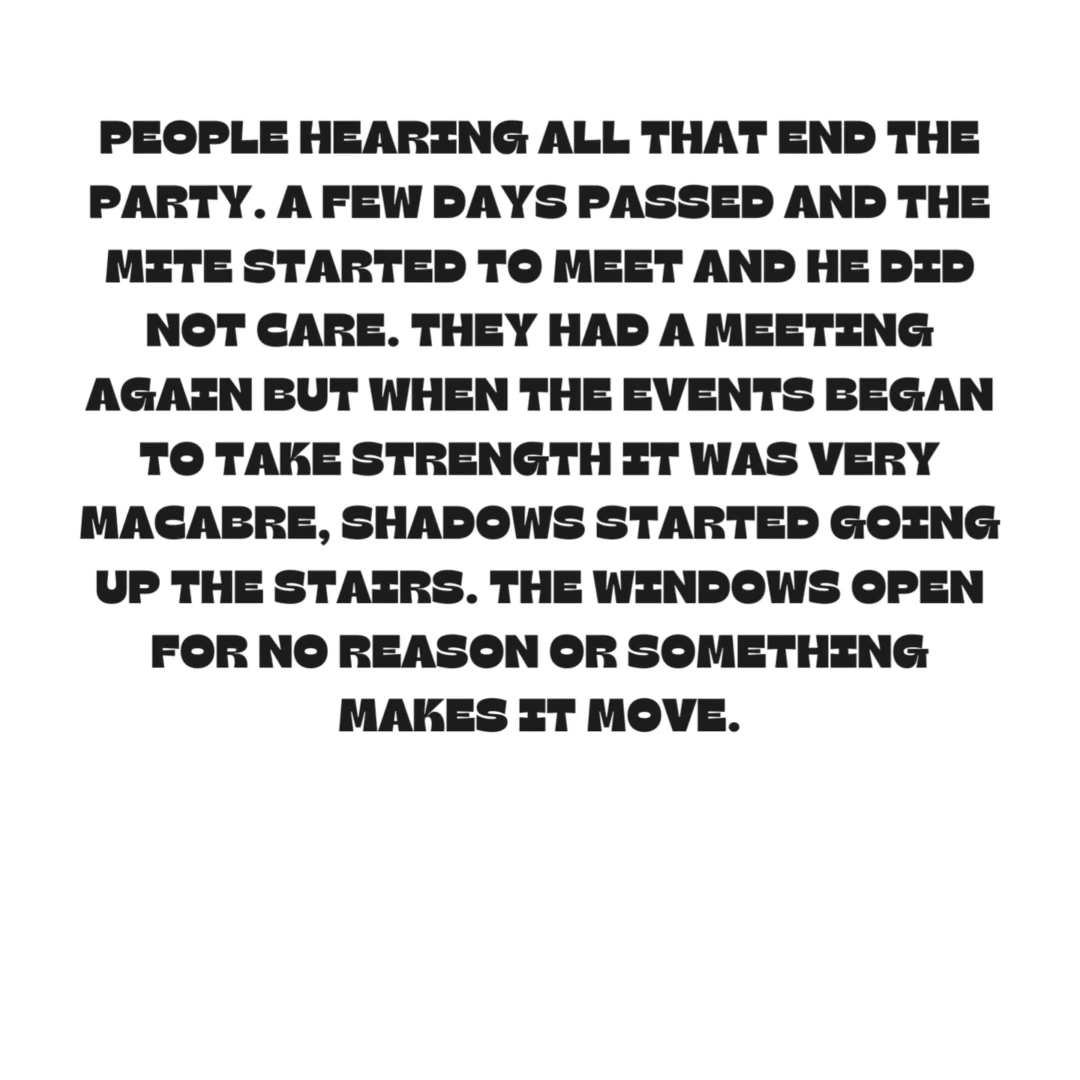 PEOPLE HEARING ALL THAT END THE
PARTY. A FEW DAYS PASSED AND THE
MITE STARTED TO MEET AND HE DID
NOT CARE. THEY HAD A MEETING
AGAIN BUT WHEN THE EVENTS BEGAN
TO TAKE STRENGTH IT WAS VERY
MACABRE, SHADOWS STARTED GOING
UP THE STAIRS. THE WINDOWS OPEN
FOR NO REASON OR SOMETHING
MAKES IT MOVE.